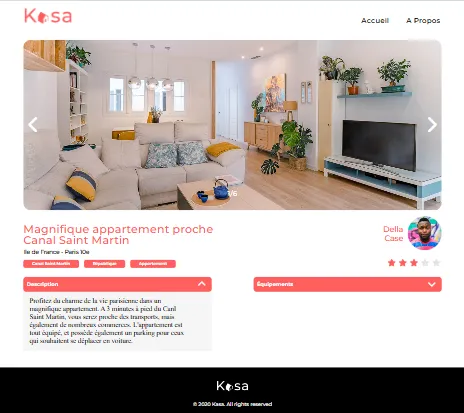 Kasa
Accueil A Propos
1/6
Magnifique appartement proche
Canal Saint Martin
Ile de France - Paris 10e
Canal Saint Martin République Appartement
Della
Case
Description
Équipements
Profitez du charme de la vie parisienne dans un
magnifique appartement. A 3 minutes à pied du Canl
Saint Martin, vous serez proche des transports, mais
également de nombreux commerces. L'appartement est
tout équipé, et possède également un parking pour ceux
qui souhaitent se déplacer en voiture.
Kasa
© 2020 Kasa. All rights reserved